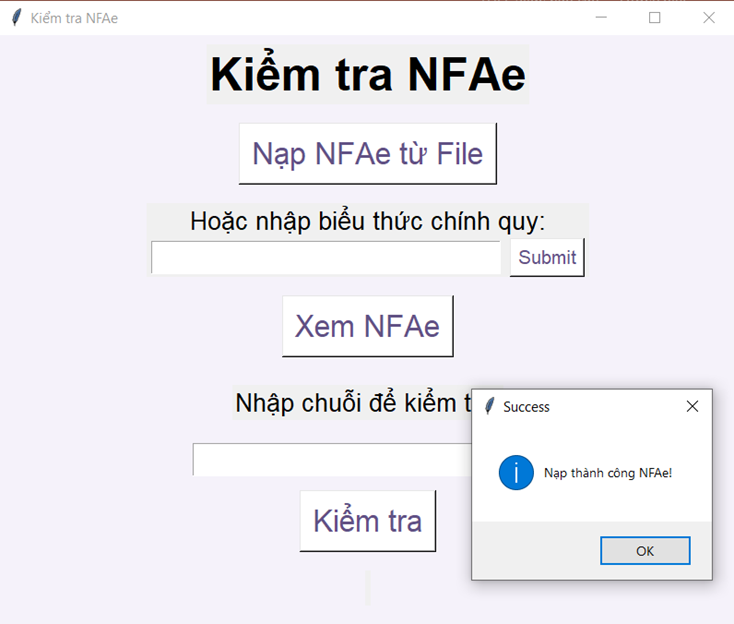 Kiểm tra NFAe
Kiểm tra NFAe
Nạp NFAe từ File
Hoặc nhập biểu thức chính quy:
Submit
Xem NFAe
Nhập chuỗi để kiểm t
Success
Nạp thành công NFAe!
OK
Kiểm tra